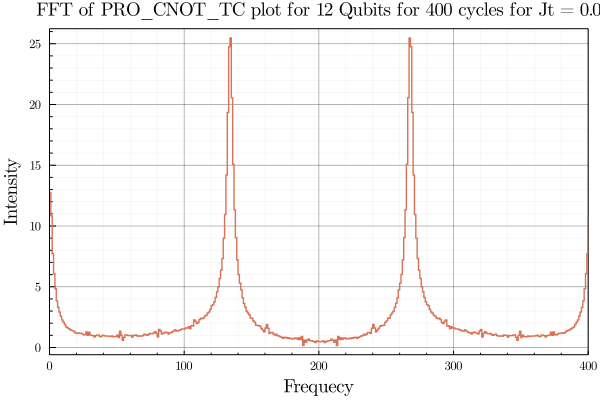 FFT of PRO_CNOT_TC plot for 12 Qubits for 400 cycles for Jt = 0.0
Intensity
25
20
15
10
5
0
0 100 200 300 400
Frequecy